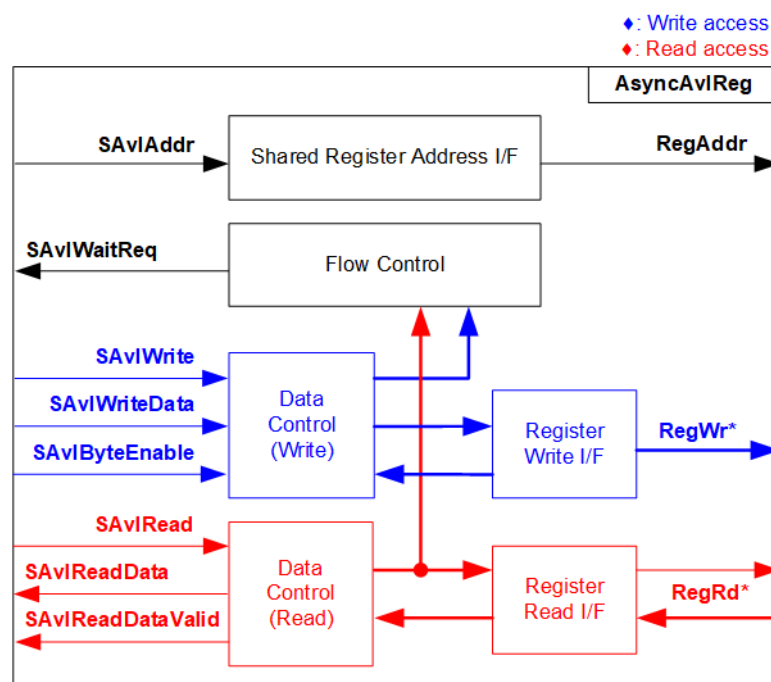 ♦: Write access
♦: Read access
AsyncAvlReg
SAvlAddr
Shared Register Address I/F
RegAddr
SAvlWaitReq
Flow Control
SAvlWrite
SAvlWriteData
SAvlByteEnable
Data
Control
(Write)
Register
Write I/F
RegWr*
SAvlRead
SAvlReadData
SAvlReadDataValid
Data
Control
(Read)
Register
Read I/F
RegRd*